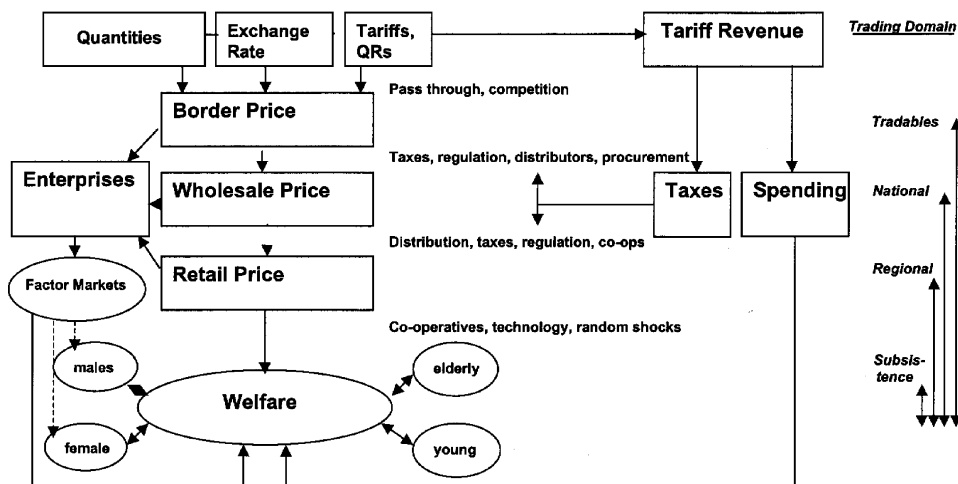 Quantities
Exchange
Rate
Tariffs,
QRs
Tariff Revenue
Trading Domain
Pass through, competition
Border Price
Tradables
Taxes, regulation, distributors, procurement
Enterprises
Wholesale Price
Taxes
Spending
National
Distribution, taxes, regulation, co-ops
Retail Price
Regional
Factor Markets
Co-operatives, technology, random shocks
males
elderly
Subsis-
tence
Welfare
female
young